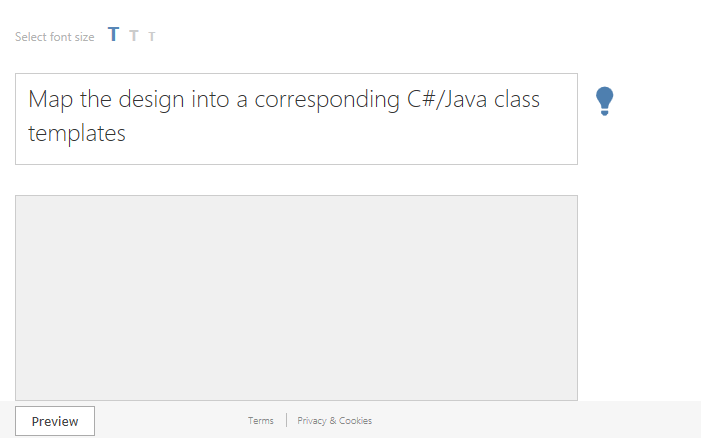 Select font size T T T
Map the design into a corresponding C#/Java class
templates
Preview Terms Privacy & Cookies